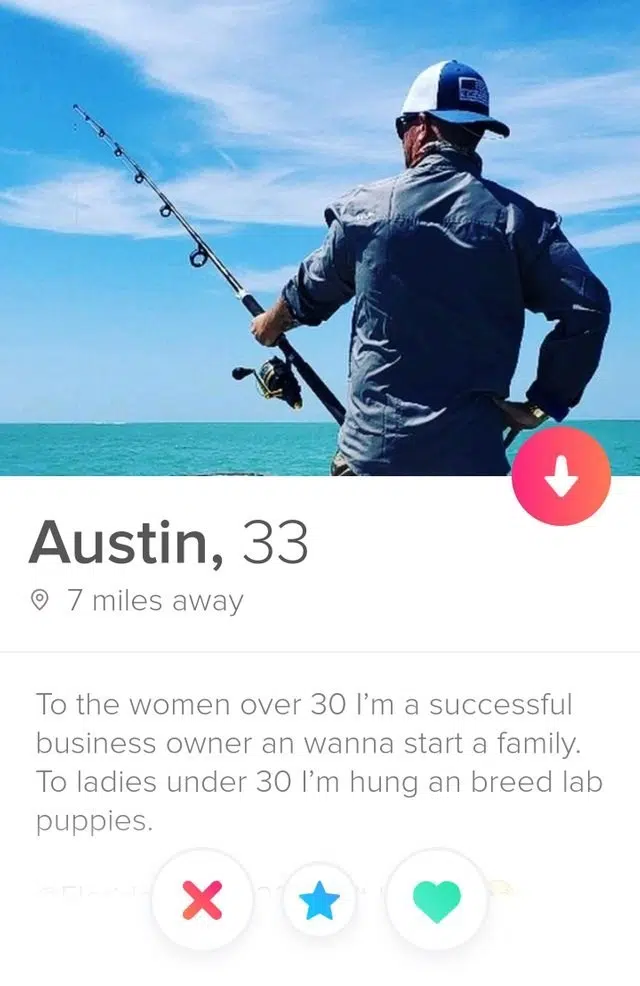 Austin, 33
7 miles away
To the women over 30 I'm a successful
business owner an wanna start a family.
To ladies under 30 I'm hung an breed lab
puppies.